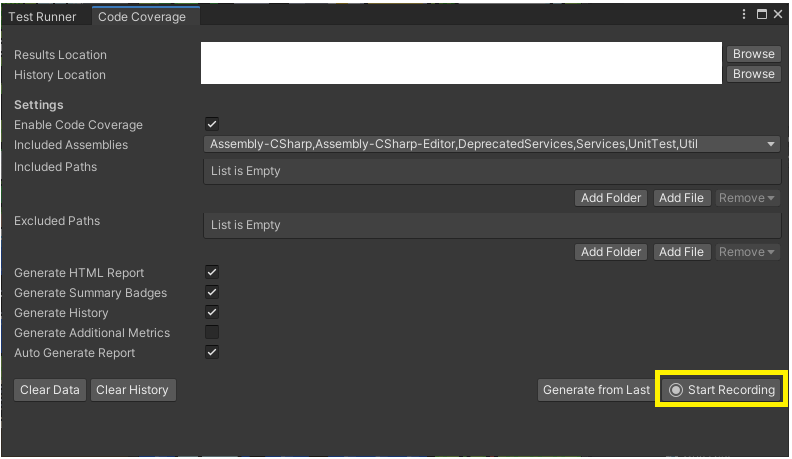 Test Runner Code Coverage
Results Location Browse
History Location Browse
Settings
Enable Code Coverage
Included Assemblies Assembly-CSharp,Assembly-CSharp-Editor,DeprecatedServices,Services,UnitTest,Util
Included Paths List is Empty
Add Folder Add File Remove
Excluded Paths List is Empty
Add Folder Add File Remove
Generate HTML Report
Generate Summary Badges
Generate History
Generate Additional Metrics
Auto Generate Report
Clear Data Clear History Generate from Last Start Recording